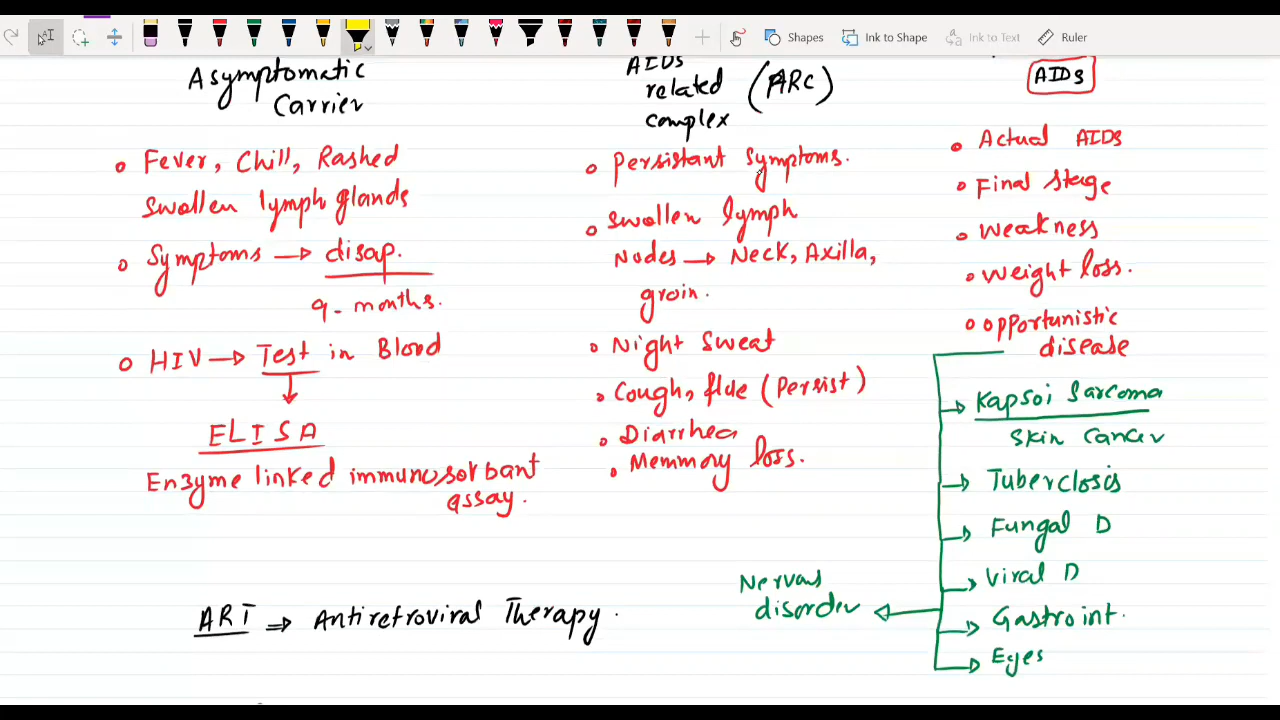 Shapes
Ink to Shape
Ink to Text
Ruler
Asymptomatic
Carrier
Fever, Chill, Rashed
Swollen lymph glands
Symptoms → disap.
9-months.
HIV → Test in Blood
ELISA
Enzyme linked immunosorbant
assay.
AIDs
related
complex
(ARC)
Persistant Symptoms.
Swollen lymph
Nodes → Neck, Axilla,
groin.
Night Sweat
Cough, flue (Persist)
Diarrhea
Memmory loss.
AIDs
Actual AIDs
Final Stage
Weakness
Weight loss.
Opportunistic
disease
Kapsoi Sarcoma
Skin Cancer
Tuberclosis
Fungal D
Viral D
Gastroint.
Eyes
Nervous
disorder
ART ⇒ Antiretroviral Therapy.